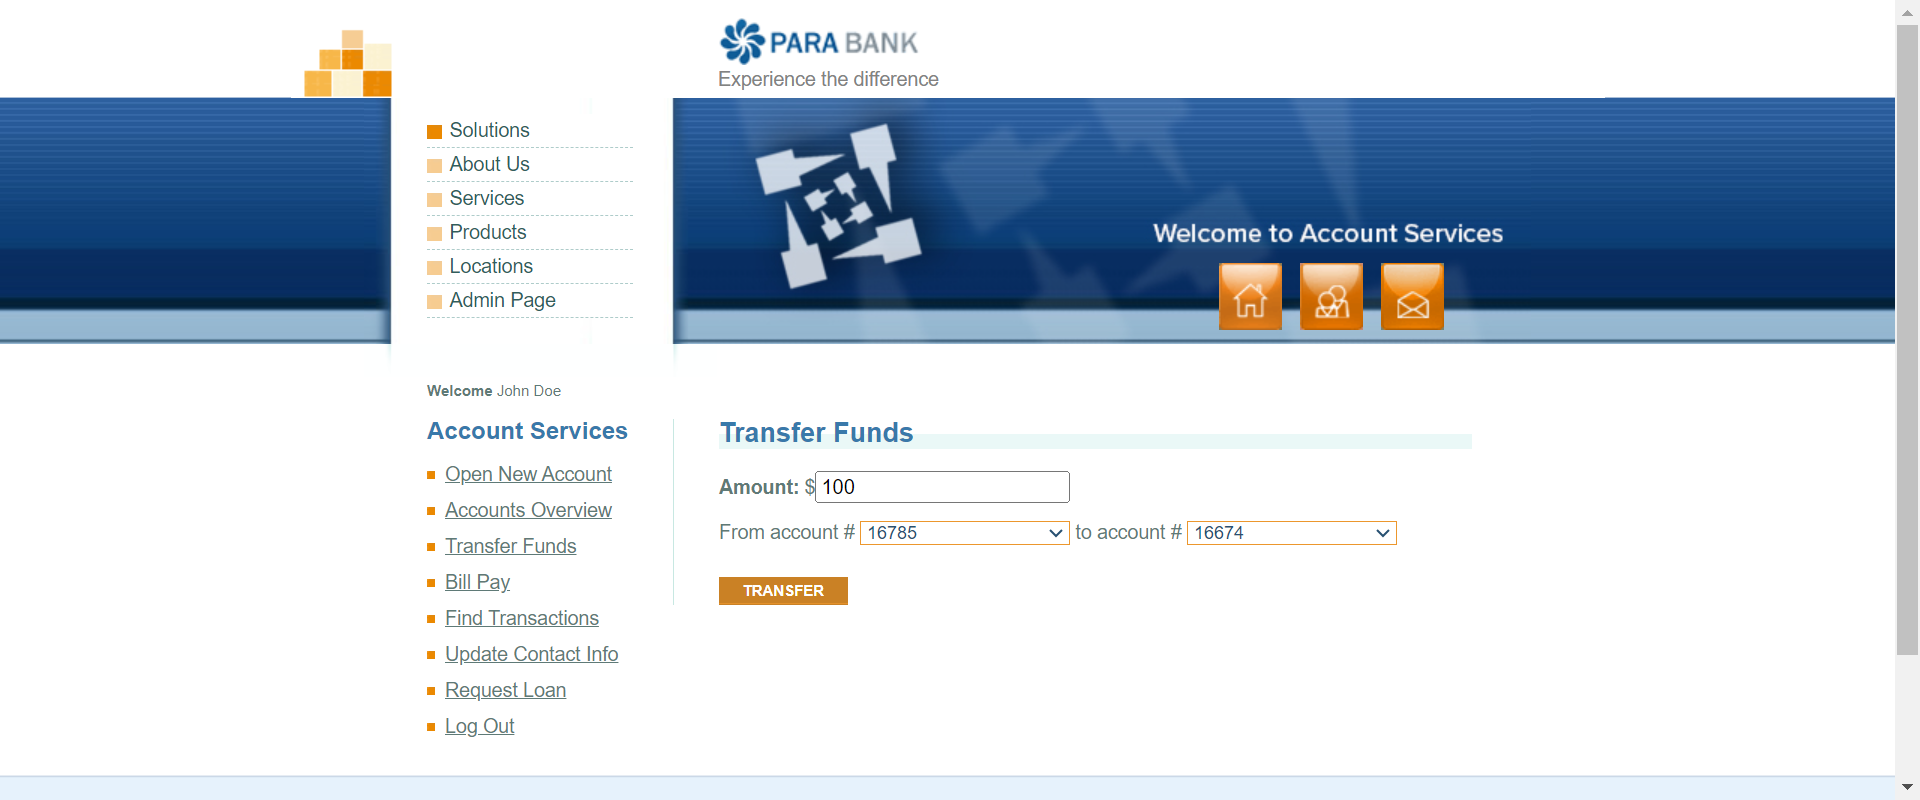 PARA BANK
Experience the difference
Solutions
About Us
Services
Products
Locations
Admin Page
Welcome to Account Services
Welcome John Doe
Account Services
Open New Account
Accounts Overview
Transfer Funds
Bill Pay
Find Transactions
Update Contact Info
Request Loan
Log Out
Transfer Funds
Amount: $100
From account # 16785 to account # 16674
TRANSFER